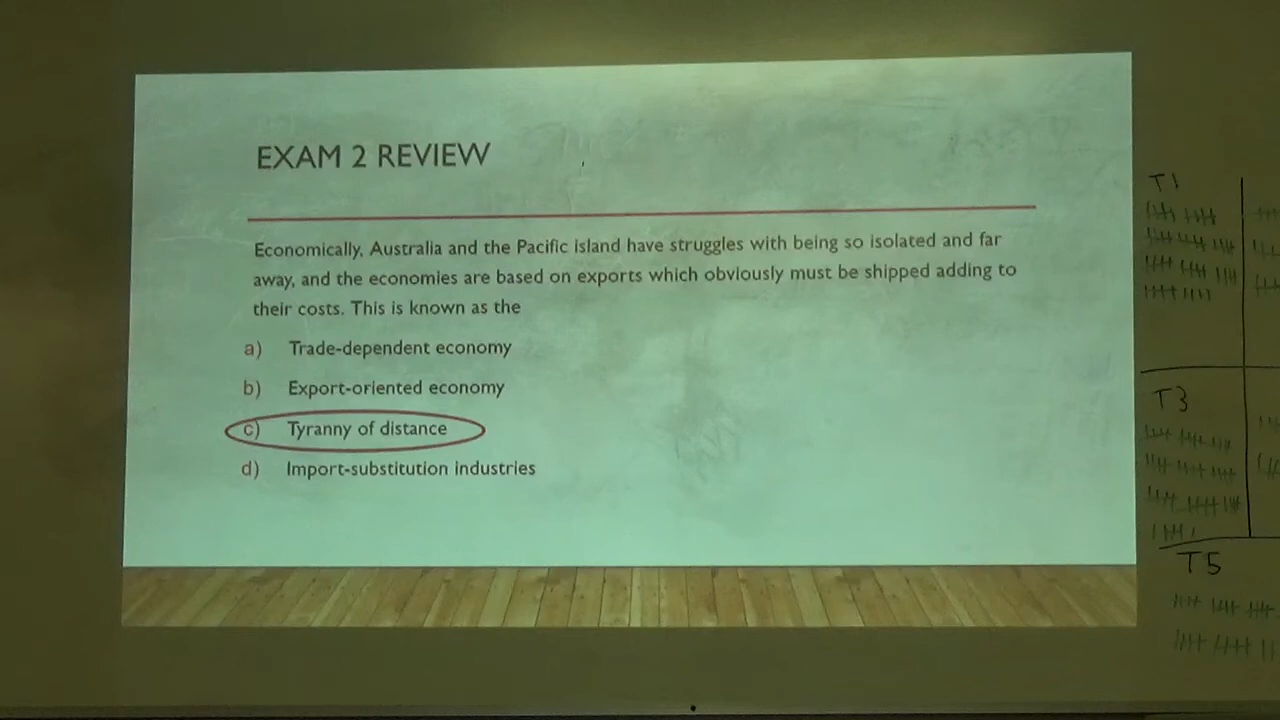 EXAM 2 REVIEW
Economically, Australia and the Pacific island have struggles with being so isolated and far
away, and the economies are based on exports which obviously must be shipped adding to
their costs. This is known as the
a) Trade-dependent economy
b) Export-oriented economy
c) Tyranny of distance
d) Import-substitution industries
T1
T3
T5